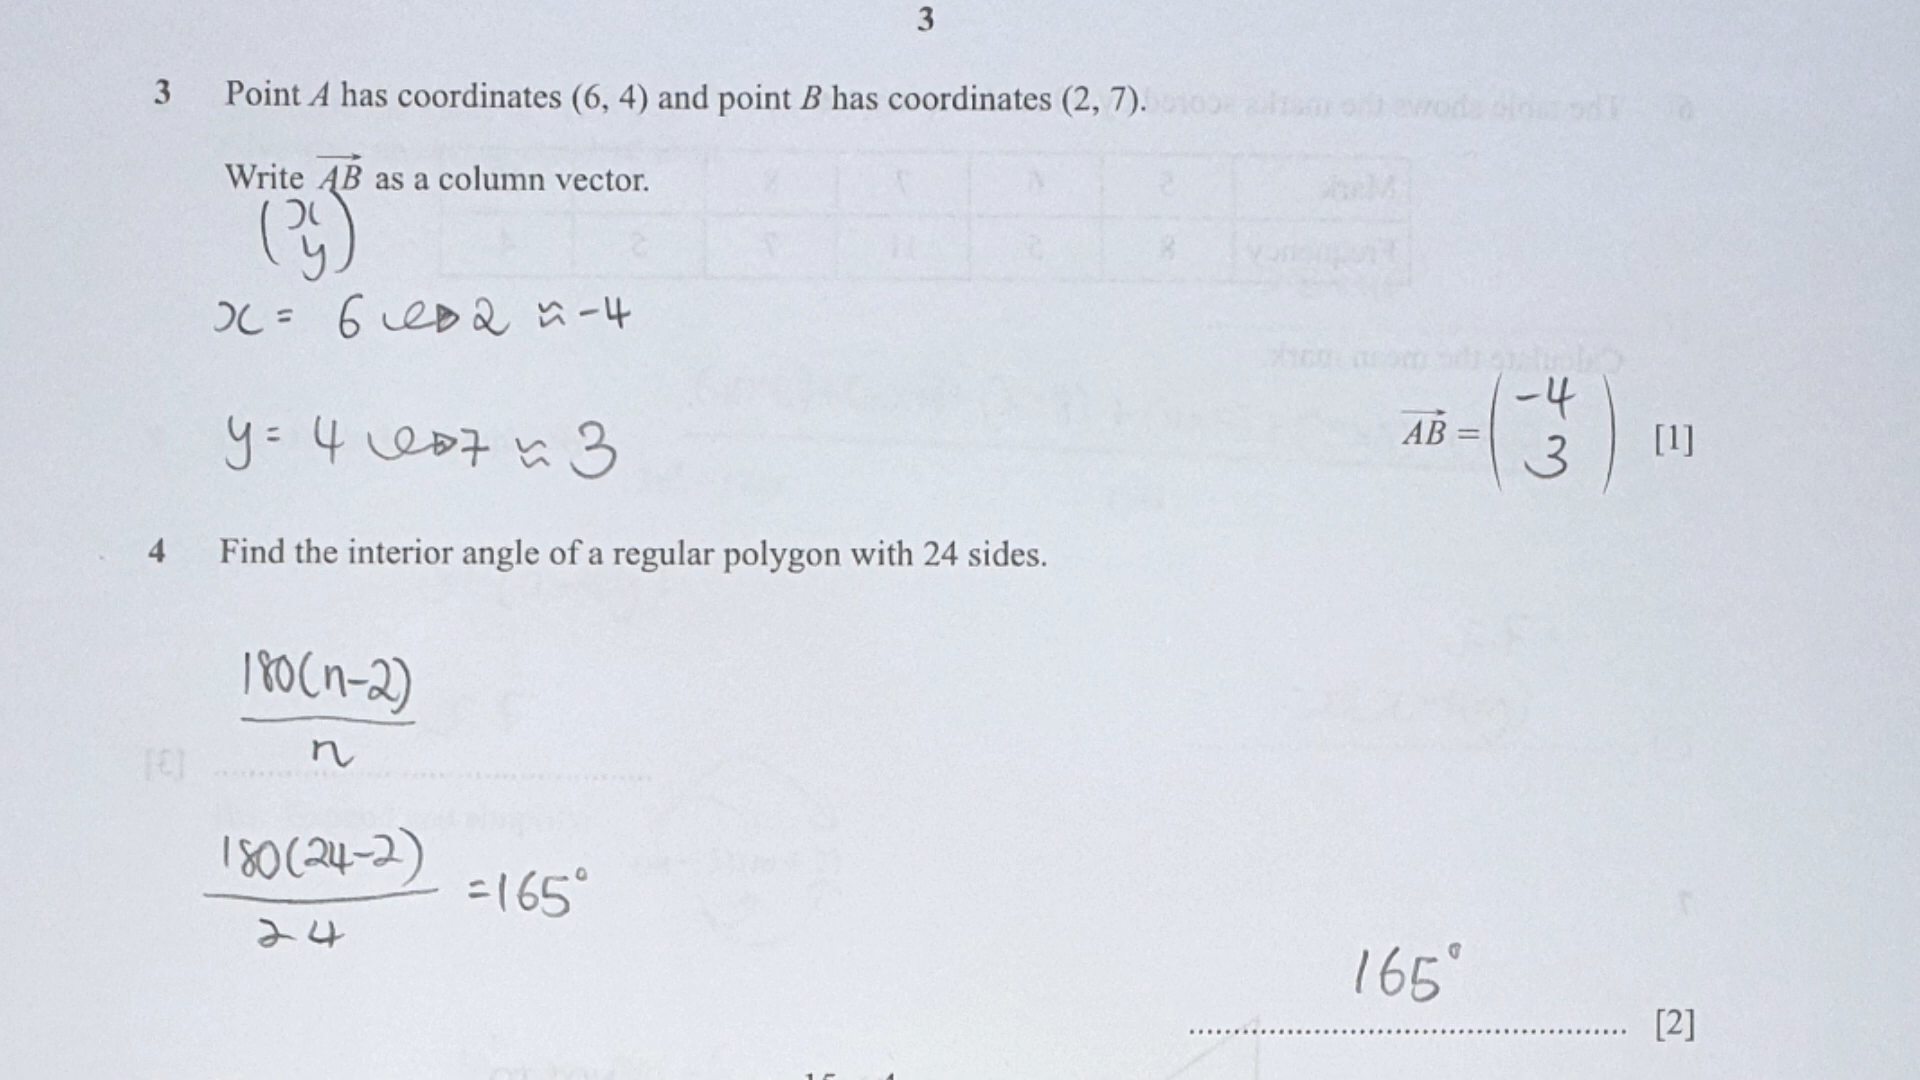 3
3 Point A has coordinates (6, 4) and point B has coordinates (2, 7).
Write AB as a column vector.
(x
y)
x = 6 2 ≈ -4
AB = (-4
3) [1]
y = 4 7 ≈ 3
4 Find the interior angle of a regular polygon with 24 sides.
180(n-2)
n
180(24-2)
24
=165°
165°
[2]